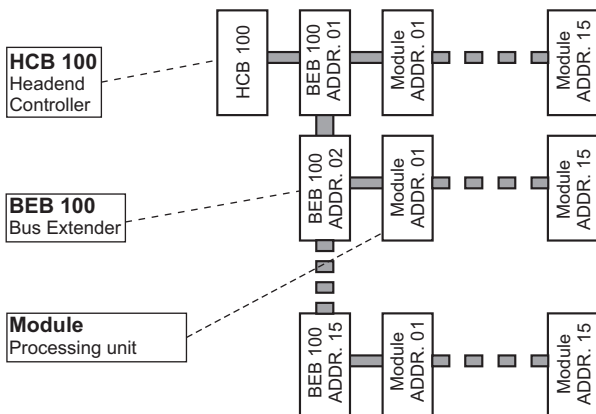 HCB 100
Headend
Controller
HCB 100
BEB 100
ADDR. 01
Module
ADDR. 01
Module
ADDR. 15
BEB 100
Bus Extender
BEB 100
ADDR. 02
Module
ADDR. 01
Module
ADDR. 15
Module
Processing unit
BEB 100
ADDR. 15
Module
ADDR. 01
Module
ADDR. 15